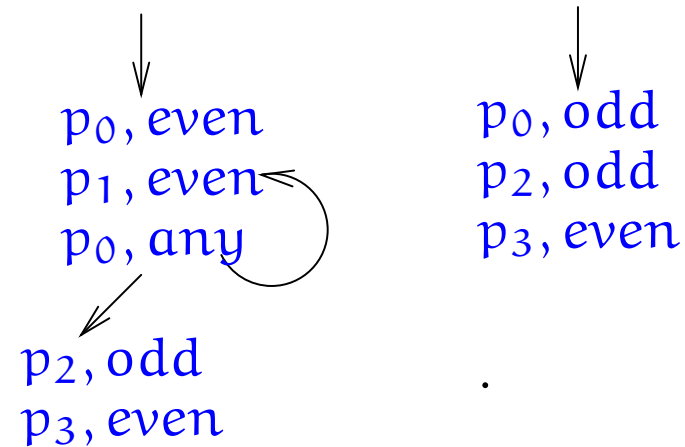 p0, even
p1, even
p0, any
p2, odd
p3, even
p0, odd
p2, odd
p3, even
.